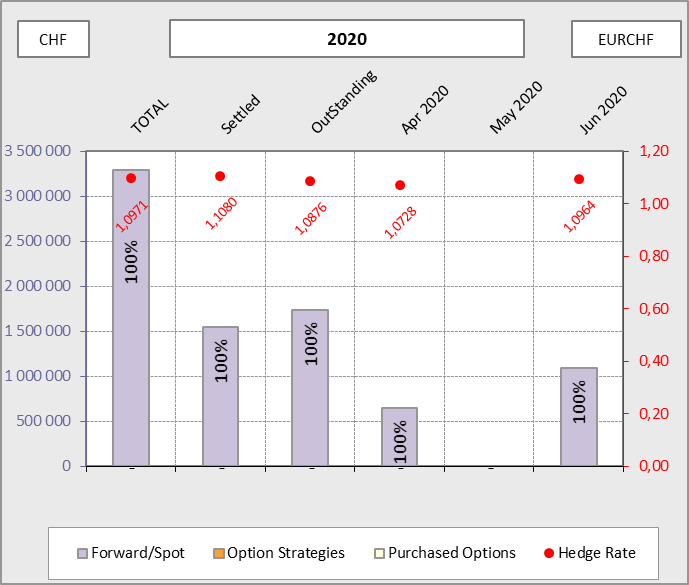 CHF
2020
EURCHF
TOTAL
Settled
OutStanding
Apr 2020
May 2020
Jun 2020
3 500 000
3 000 000
2 500 000
2 000 000
1 500 000
1 000 000
500 000
0
1,20
1,00
0,80
0,60
0,40
0,20
0,00
1,0971
1,1080
1,0876
1,0728
1,0964
100%
100%
100%
100%
100%
- - - - - -
Forward/Spot Option Strategies Purchased Options Hedge Rate